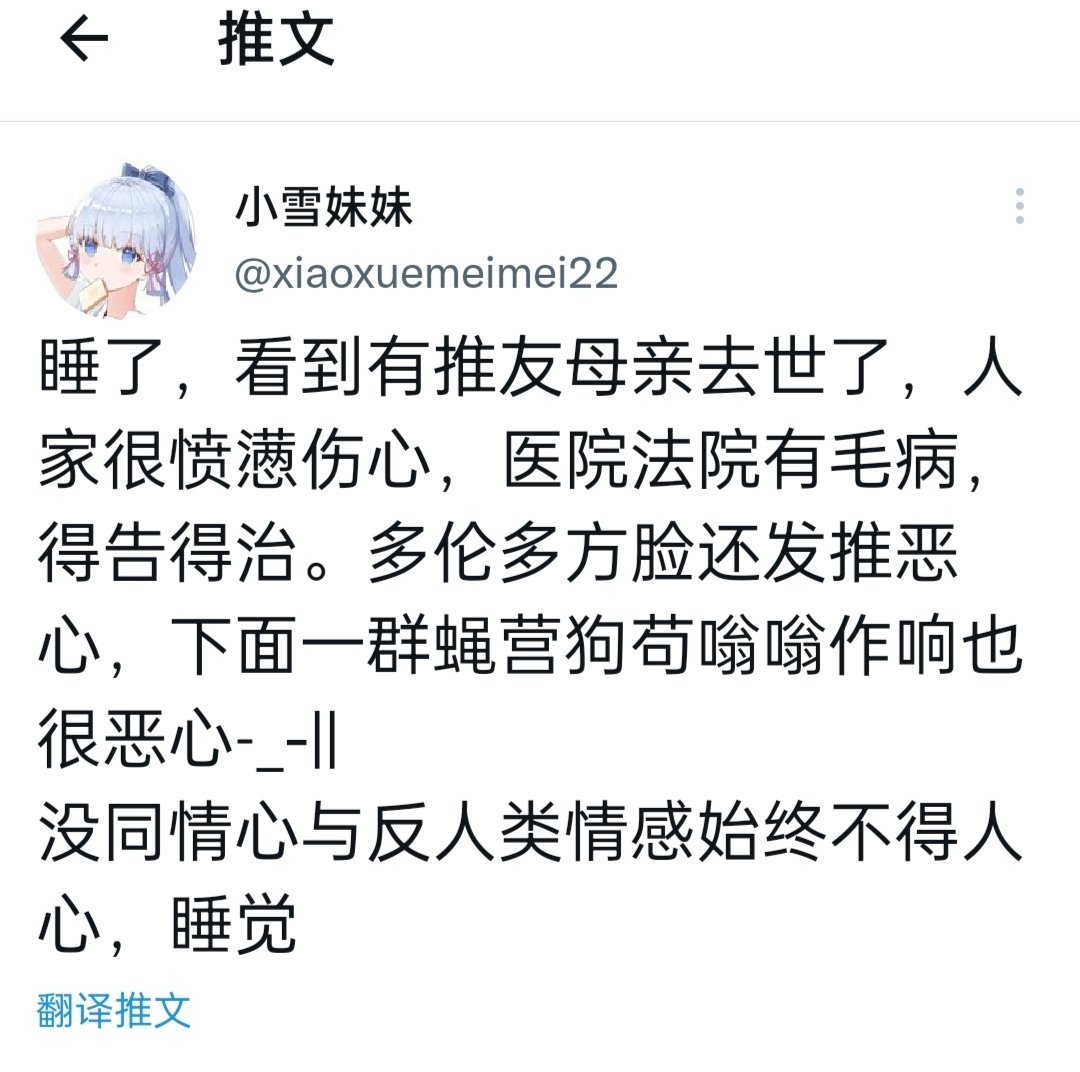 推文
小雪妹妹
@xiaoxuemeimei22
睡了，看到有推友母亲去世了，人
家很愤懑伤心，医院法院有毛病，
得告得治。多伦多方脸还发推恶
心，下面一群蝇营狗苟嗡嗡作响也
很恶心-_-||
没同情心与反人类情感始终不得人
心，睡觉
翻译推文